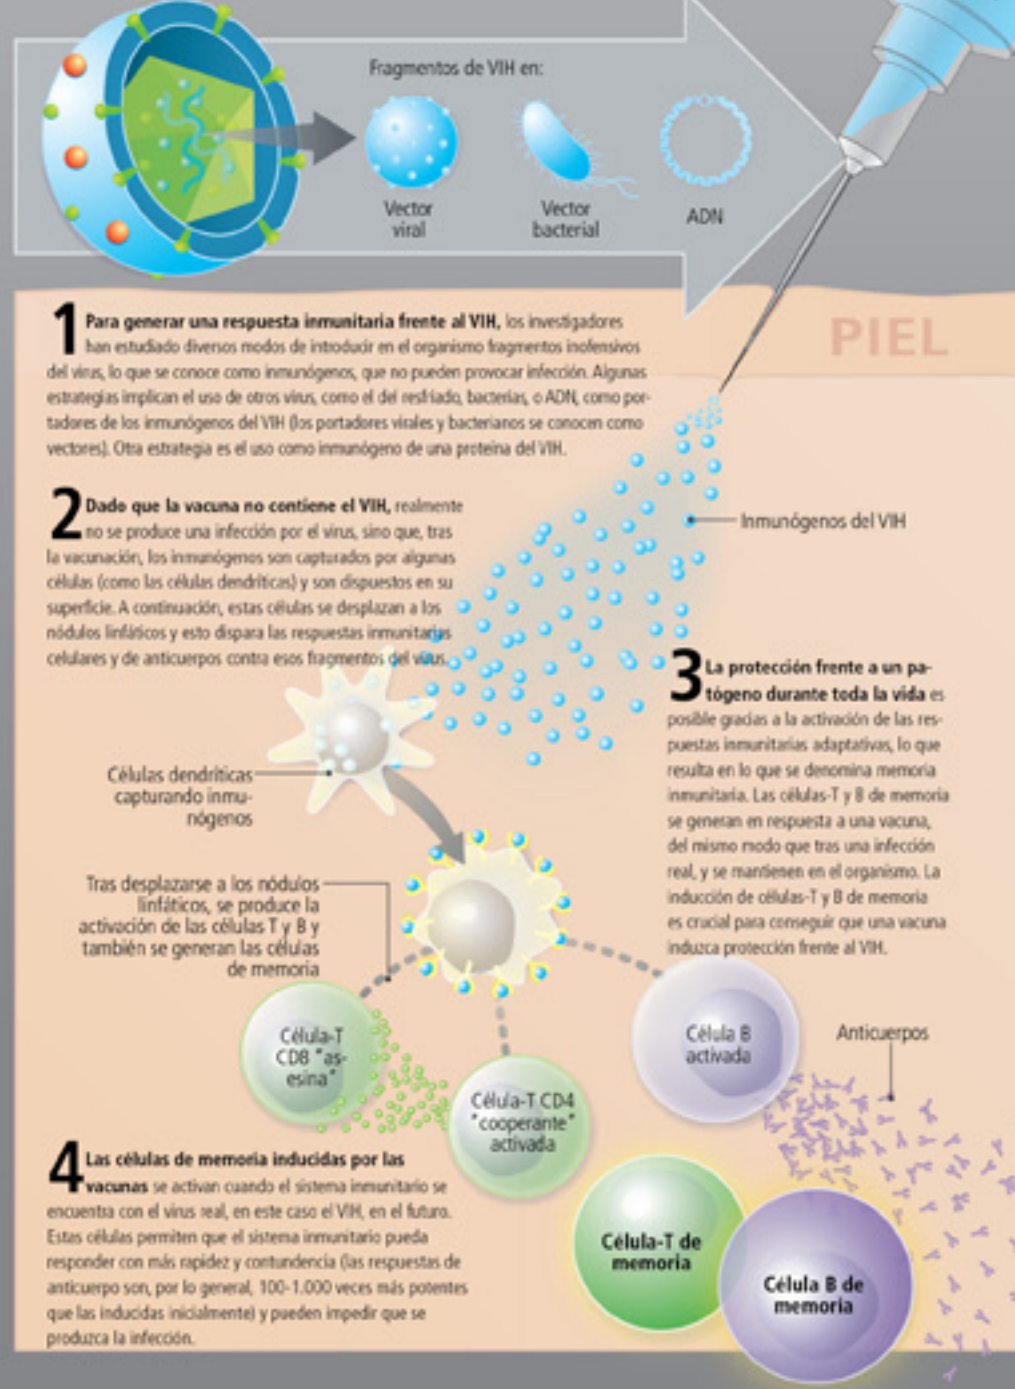 Fragmentos de VIH en:
Vector
viral
Vector
bacterial
ADN
PIEL
1 Para generar una respuesta inmunitaria frente al VIH, los investigadores
han estudiado diversos modos de introducir en el organismo fragmentos inofensivos
del virus, lo que se conoce como inmunógenos, que no pueden provocar infección. Algunas
estrategias implican el uso de otros virus, como el del resfriado, bacterias, o ADN, como por-
tadores de los inmunógenos del VIH (los portadores virales y bacterianos se conocen como
vectores). Otra estrategia es el uso como inmunógeno de una proteína del VIH.
2 Dado que la vacuna no contiene el VIH, realmente
no se produce una infección por el virus, sino que, tras
la vacunación, los inmunógenos son capturados por algunas
células (como las células dendríticas) y son dispuestos en su
superficie. A continuación, estas células se desplazan a los
nódulos linfáticos y esto dispara las respuestas inmunitarias
celulares y de anticuerpos contra esos fragmentos del virus.
Inmunógenos del VIH
3 La protección frente a un pa-
tógeno durante toda la vida es
posible gracias a la activación de las res-
puestas inmunitarias adaptativas, lo que
resulta en lo que se denomina memoria
inmunitaria. Las células-T y B de memoria
se generan en respuesta a una vacuna,
del mismo modo que tras una infección
real, y se mantienen en el organismo. La
inducción de células-T y B de memoria
es crucial para conseguir que una vacuna
induzca protección frente al VIH.
Células dendríticas
capturando inmu-
nógenos
Tras desplazarse a los nódulos
linfáticos, se produce la
activación de las células T y B y
también se generan las células
de memoria
Célula-T
CD8 "as-
esina"
Célula-T CD4
"cooperante"
activada
Célula B
activada
Anticuerpos
4 Las células de memoria inducidas por las
vacunas se activan cuando el sistema inmunitario se
encuentra con el virus real, en este caso el VIH, en el futuro.
Estas células permiten que el sistema inmunitario pueda
responder con más rapidez y contundencia (las respuestas de
anticuerpo son, por lo general, 100-1.000 veces más potentes
que las inducidas inicialmente) y pueden impedir que se
produzca la infección.
Célula-T de
memoria
Célula B de
memoria